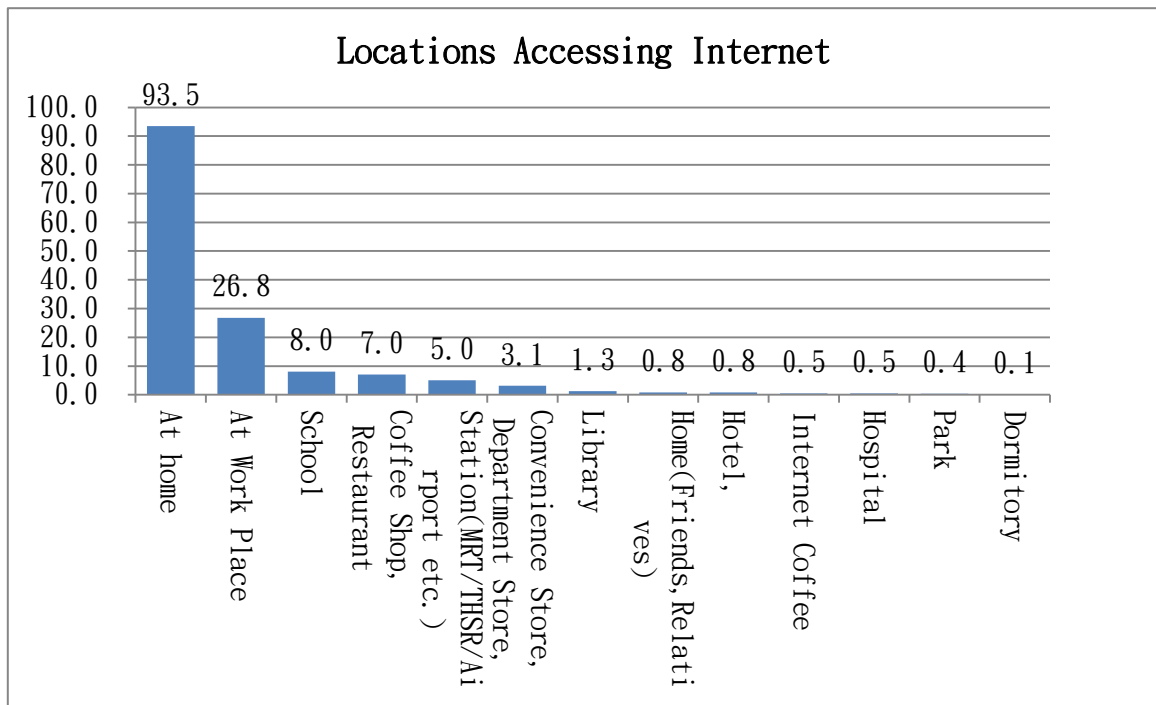 Locations Accessing Internet
100.0
90.0
80.0
70.0
60.0
50.0
40.0
30.0
20.0
10.0
0.0
93.5
26.8
8.0
7.0
5.0
3.1
1.3
0.8
0.8
0.5
0.5
0.4
0.1
At home
At Work Place
School
Coffee Shop,
Restaurant
Station(MRT/THSR/Ai
rport etc.)
Convenience Store,
Department Store,
Library
Home(Friends,Relati
ves)
Hotel,
Internet Coffee
Hospital
Park
Dormitory